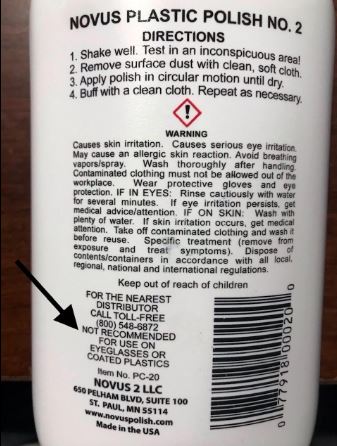 NOVUS PLASTIC POLISH NO. 2
DIRECTIONS
1. Shake well. Test in an inconspicuous area!
2. Remove surface dust with clean, soft cloth.
3. Apply polish in circular motion until dry.
4. Buff with a clean cloth. Repeat as necessary.
!
WARNING
Causes skin irritation. Causes serious eye irritation.
May cause an allergic skin reaction. Avoid breathing
vapors/spray. Wash thoroughly after handling.
Contaminated clothing must not be allowed out of the
workplace. Wear protective gloves and eye
protection. IF IN EYES: Rinse cautiously with water
for several minutes. If eye irritation persists, get
medical advice/attention. IF ON SKIN: Wash with
plenty of water. If skin irritation occurs, get medical
attention. Take off contaminated clothing and wash it
before reuse. Specific treatment (remove from
exposure and treat symptoms). Dispose of
contents/containers in accordance with all local,
regional, national and international regulations.
Keep out of reach of children
FOR THE NEAREST
DISTRIBUTOR
CALL TOLL-FREE
(800) 548-6872
NOT RECOMMENDED
FOR USE ON
EYEGLASSES OR
COATED PLASTICS
Item No. PC-20
NOVUS 2 LLC
650 PELHAM BLVD, SUITE 100
ST. PAUL, MN 55114
www.novuspolish.com
Made in the USA
0 77918 00020 0